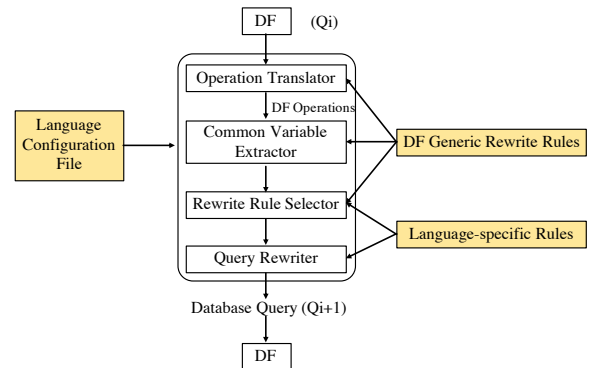 DF (Qi)
Operation Translator
DF Operations
Language
Configuration
File
Common Variable
Extractor
DF Generic Rewrite Rules
Rewrite Rule Selector
Language-specific Rules
Query Rewriter
Database Query (Qi+1)
DF